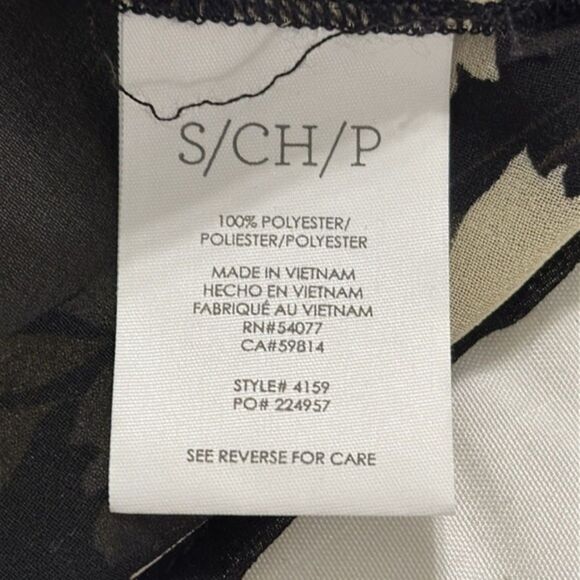 S/CH/P
100% POLYESTER/
POLIESTER/POLYESTER
MADE IN VIETNAM
HECHO EN VIETNAM
FABRIQUÉ AU VIETNAM
RN#54077
CA#59814
STYLE# 4159
PO# 224957
SEE REVERSE FOR CARE